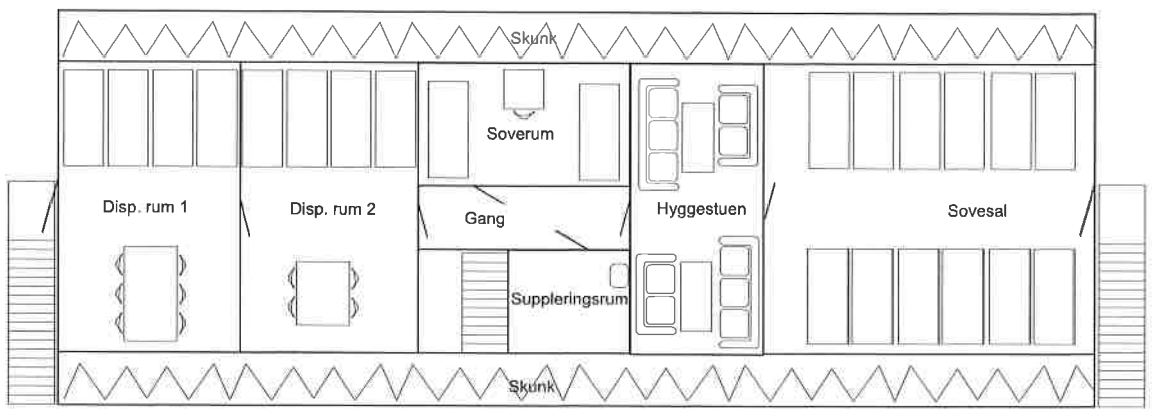 Skunk
Soverum
Disp. rum 1
Disp. rum 2
Gang
Hyggestuen
Sovesal
Suppleringsrum
Skunk